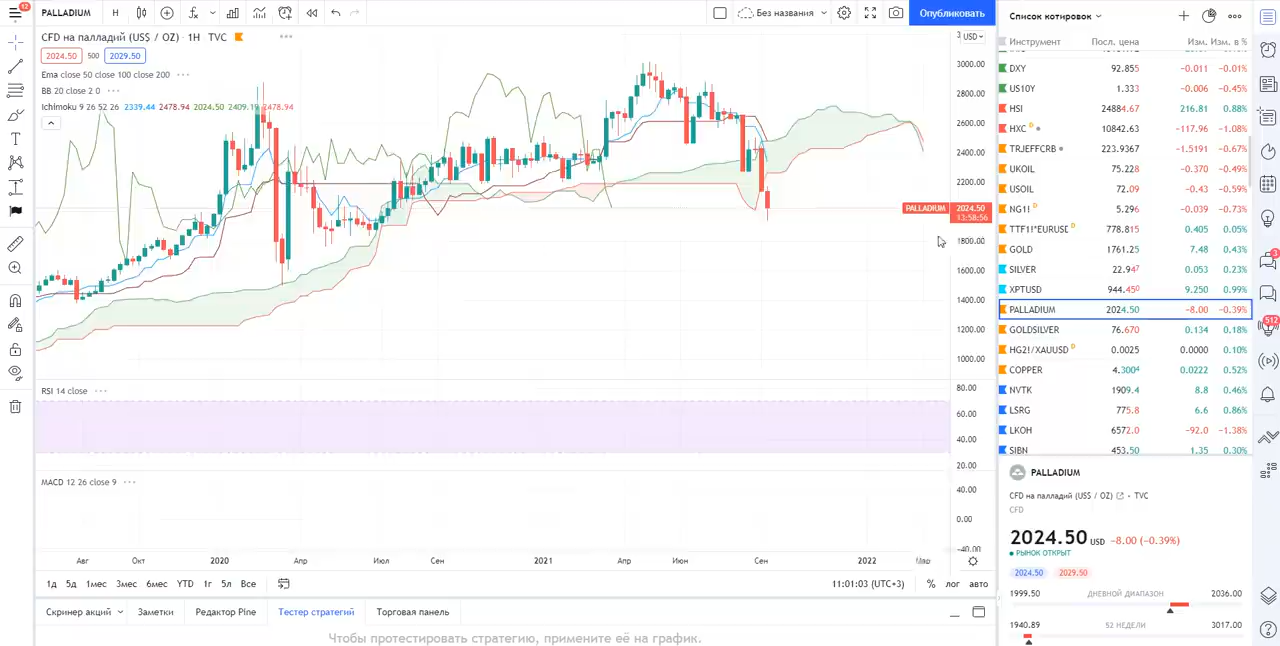 12
PALLADIUM
Н
Без названия
Опубликовать
CFD на палладий (US$ / OZ) · 1Н TVC
2024.50 500 2029.50
Ema close 50 close 100 close 200
BB 20 close 2 0
Ichimoku 9 26 52 26 2339.44 2478.94 2024.50 2409.19 2478.94
RSI 14 close
MACD 12 26 close 9
USD
3000.00
2800.00
2600.00
2400.00
2200.00
PALLADIUM 2024.50
13:58:56
1800.00
1600.00
1400.00
1200.00
1000.00
80.00
60.00
40.00
20.00
40.00
0.00
-40.00
Авг Окт 2020 Апр Июл Сен 2021 Апр Июн Сен 2022 Мар
1д 5д 1мес 3мес 6мес YTD 1г 5л Все
11:01:03 (UTC+3) % лог авто
Скринер акций Заметки Редактор Pine Тестер стратегий Торговая панель
Чтобы протестировать стратегию, примените её на график.
Список котировок
Инструмент Посл. цена Изм. Изм. в %
DXY 92.855 -0.011 -0.01%
US10Y 1.333 -0.006 -0.45%
HSI 24884.67 216.81 0.88%
HXC D 10842.63 -117.96 -1.08%
TRJEFFCRB 223.9367 -1.5191 -0.67%
UKOIL 75.228 -0.370 -0.49%
USOIL 72.09 -0.43 -0.59%
NG1! D 5.296 -0.039 -0.73%
TTF1!*EURUSD D 778.815 0.405 0.05%
GOLD 1761.25 7.48 0.43%
SILVER 22.947 0.053 0.23%
XPTUSD 944.450 9.250 0.99%
PALLADIUM 2024.50 -8.00 -0.39%
GOLDSILVER 76.670 0.134 0.18%
HG2!/XAUUSD D 0.0025 0.0000 0.10%
COPPER 4.3004 0.0222 0.52%
NVTK 1909.4 8.8 0.46%
LSRG 775.8 6.6 0.86%
LKOH 6572.0 -92.0 -1.38%
SIBN 453.50 1.35 0.30%
PALLADIUM
CFD на палладий (US$ / OZ) • TVC
CFD
2024.50 USD -8.00 (-0.39%)
РЫНОК ОТКРЫТ
2024.50 2029.50
1999.50 ДНЕВНОЙ ДИАПАЗОН 2036.00
1940.89 52 НЕДЕЛИ 3017.00
3
512